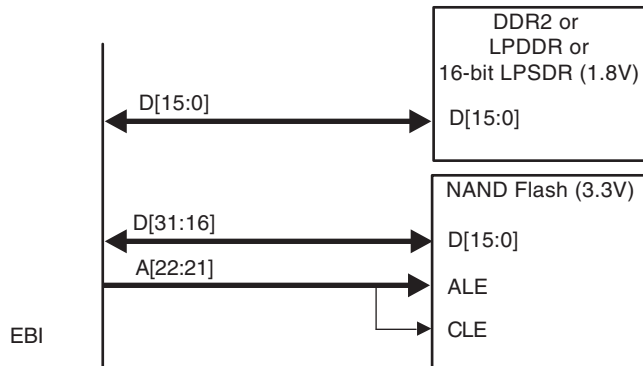 DDR2 or
LPDDR or
16-bit LPSDR (1.8V)
D[15:0]
D[15:0]
NAND Flash (3.3V)
D[31:16]
D[15:0]
A[22:21]
ALE
EBI
CLE